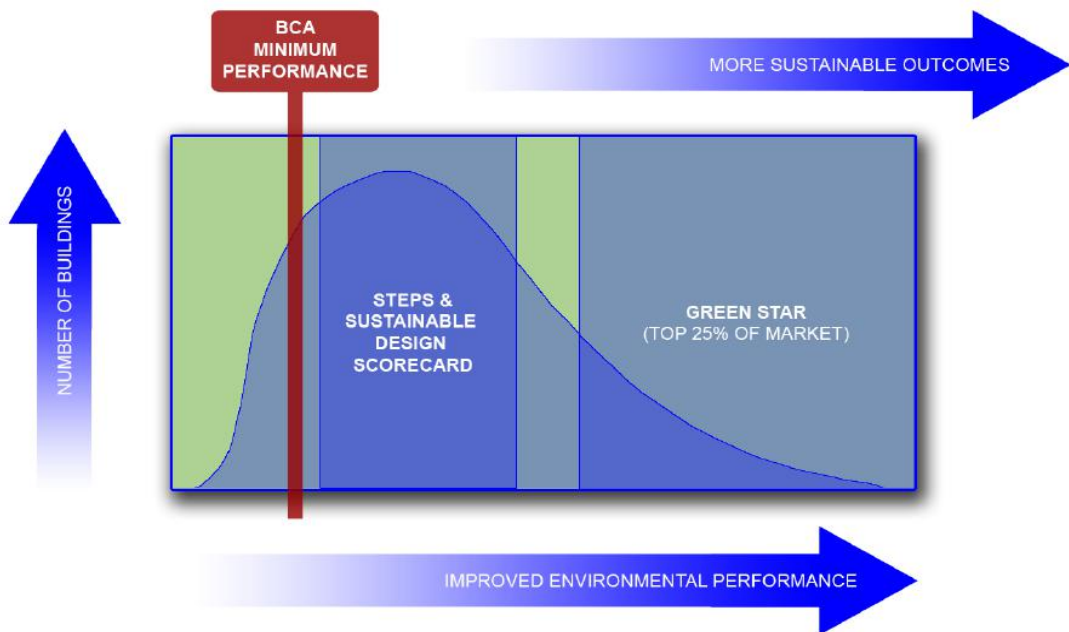 BCA
MINIMUM
PERFORMANCE
MORE SUSTAINABLE OUTCOMES
NUMBER OF BUILDINGS
STEPS &
SUSTAINABLE
DESIGN
SCORECARD
GREEN STAR
(TOP 25% OF MARKET)
IMPROVED ENVIRONMENTAL PERFORMANCE